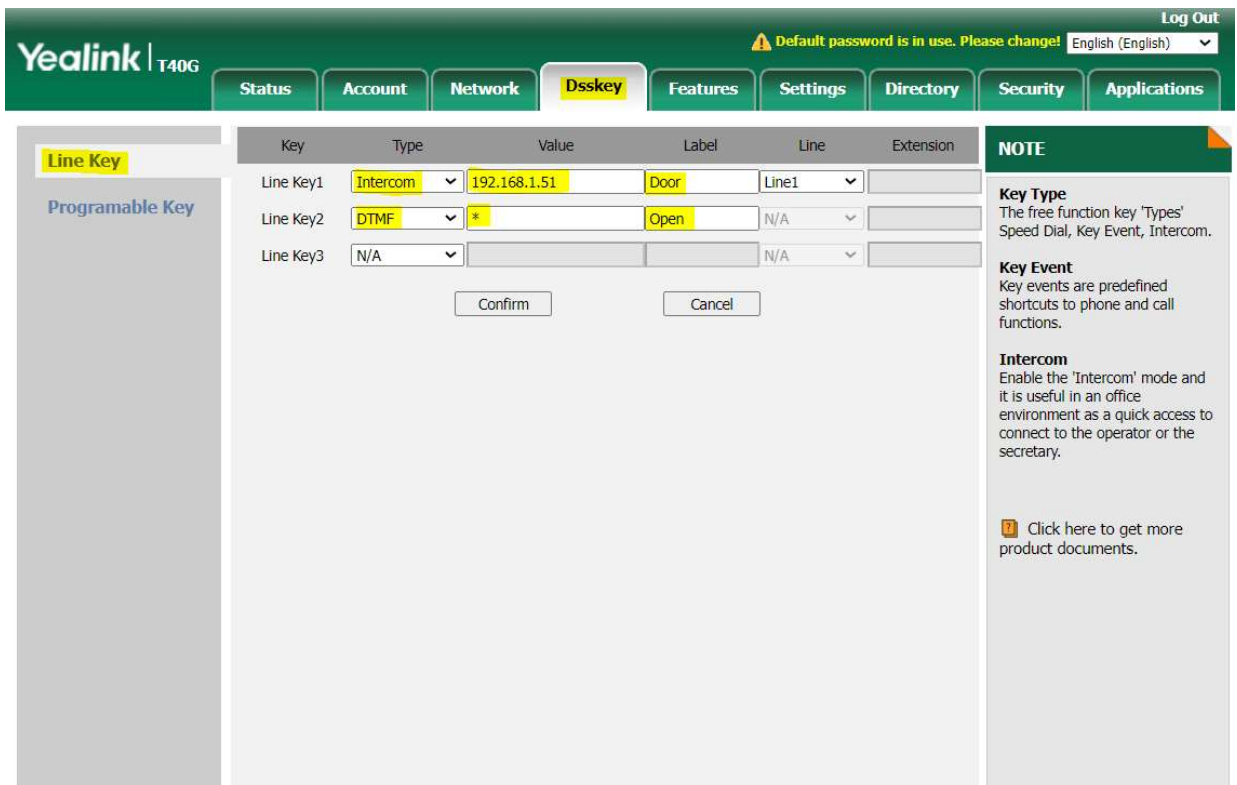 Log Out
Yealink | T40G
Default password is in use. Please change! English (English)
Status Account Network Dsskey Features Settings Directory Security Applications
Line Key
Programable Key
Key Type Value Label Line Extension
Line Key1 Intercom 192.168.1.51 Door Line1
Line Key2 DTMF * Open N/A
Line Key3 N/A N/A
Confirm Cancel
NOTE
Key Type
The free function key 'Types'
Speed Dial, Key Event, Intercom.
Key Event
Key events are predefined
shortcuts to phone and call
functions.
Intercom
Enable the 'Intercom' mode and
it is useful in an office
environment as a quick access to
connect to the operator or the
secretary.
? Click here to get more
product documents.